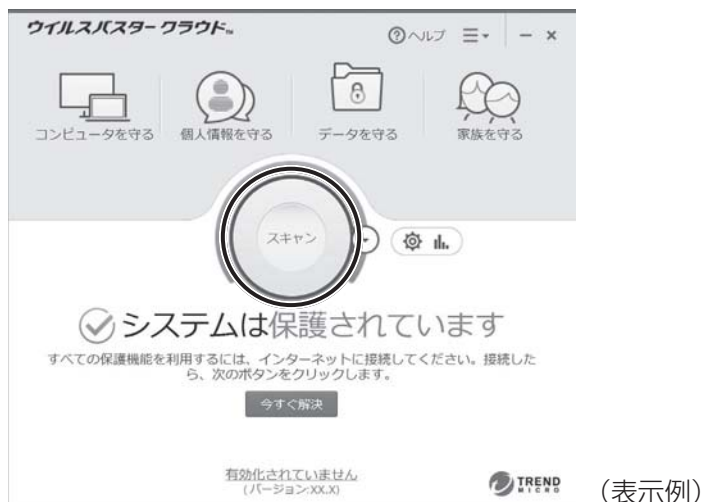 ウイルスバスター クラウド™
?ヘルプ
コンピュータを守る
個人情報を守る
データを守る
家族を守る
スキャン
システムは保護されています
すべての保護機能を利用するには、インターネットに接続してください。接続した
ら、次のボタンをクリックします。
今すぐ解決
有効化されていません
(バージョン:XX.X)
TREND
MICRO
(表示例)